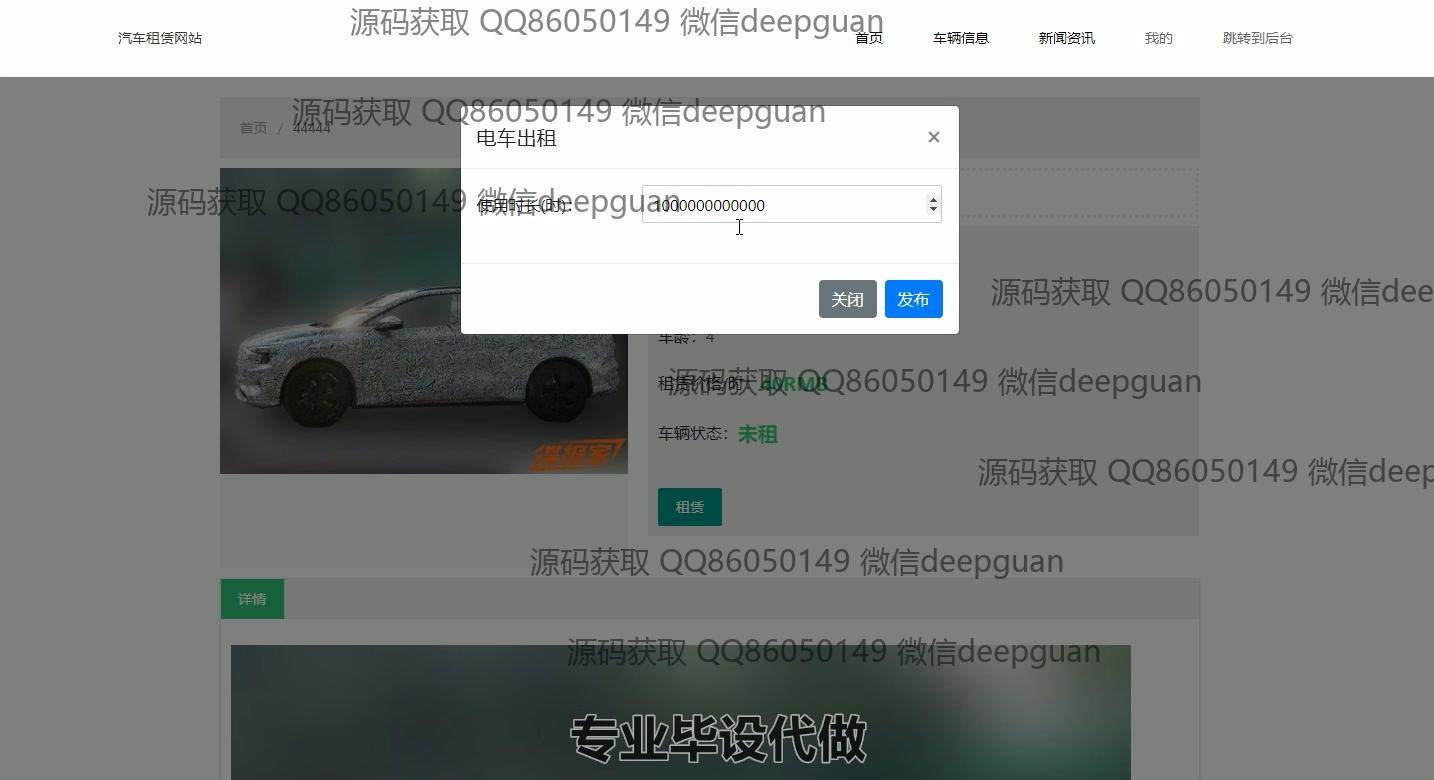 源码获取 QQ86050149 微信deepguan
汽车租赁网站
首页
车辆信息
新闻资讯
我的
跳转到后台
源码获取 QQ86050149 微信deepguan
首页 / 44444
电车出租
×
源码获取 QQ86050149 微信deepguan
使用时长(时):
1000000000000
源码获取 QQ86050149 微信dee
关闭
发布
车龄：4
源码获取 QQ86050149 微信deepguan
租赁价格/时：40RMB
车辆状态：未租
谍报家
源码获取 QQ86050149 微信deep
租赁
源码获取 QQ86050149 微信deepguan
详情
源码获取 QQ86050149 微信deepguan
专业毕设代做